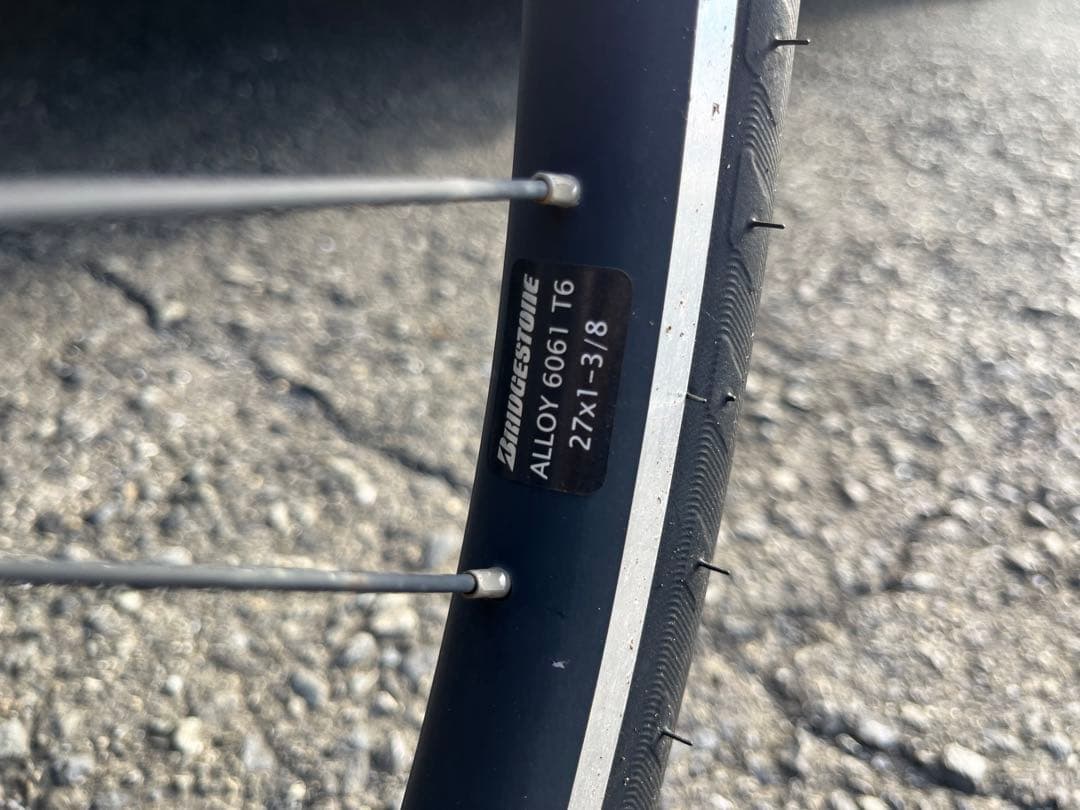 BRIDGESTONE
ALLOY 6061 T6
27x1-3/8